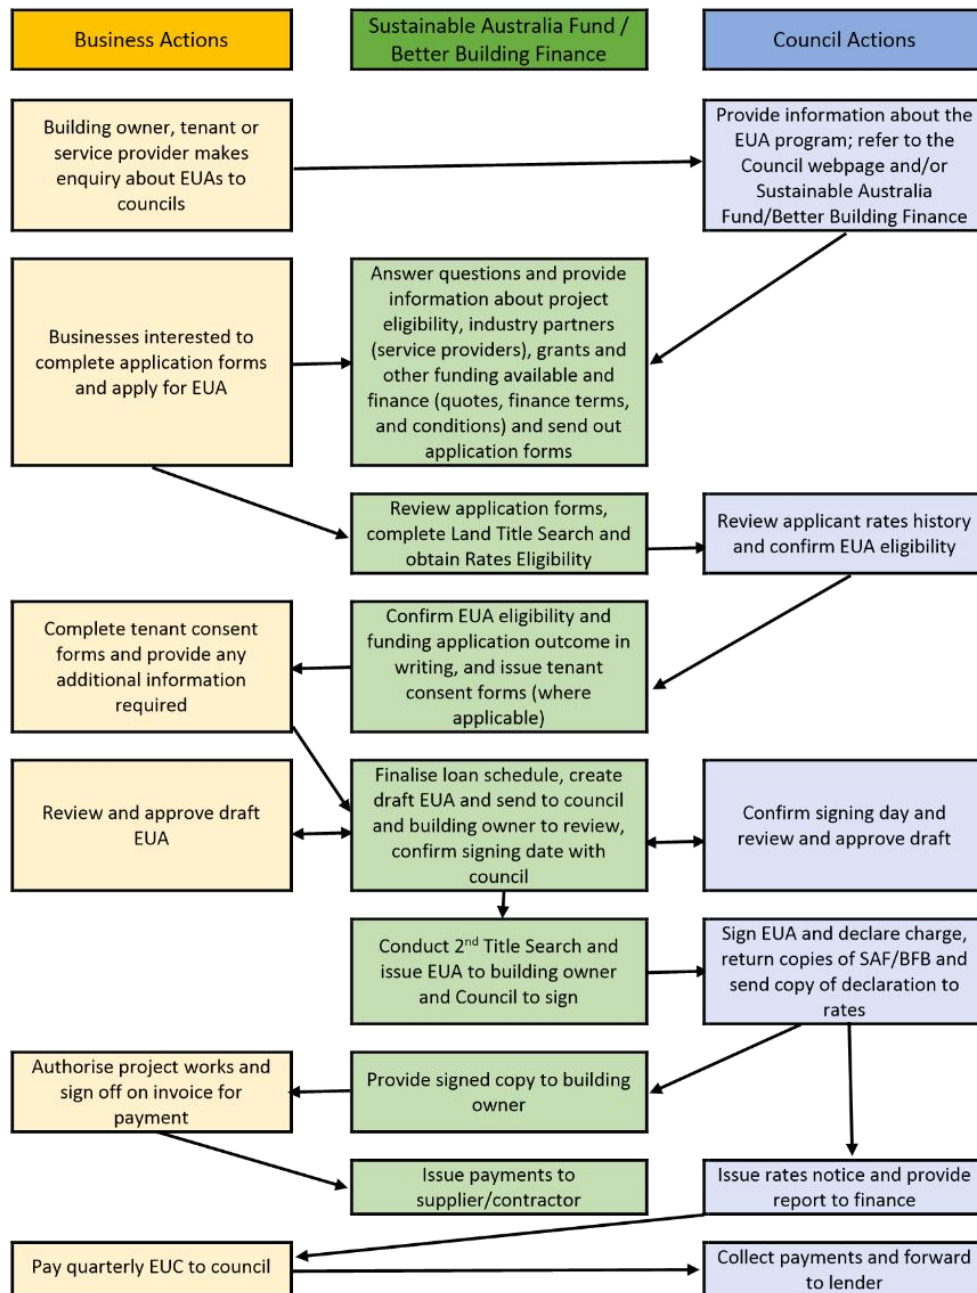 Business Actions
Sustainable Australia Fund /
Better Building Finance
Council Actions
Building owner, tenant or
service provider makes
enquiry about EUAs to
councils
Provide information about the
EUA program; refer to the
Council webpage and/or
Sustainable Australia
Fund/Better Building Finance
Businesses interested to
complete application forms
and apply for EUA
Answer questions and provide
information about project
eligibility, industry partners
(service providers), grants and
other funding available and
finance (quotes, finance terms,
and conditions) and send out
application forms
Review application forms,
complete Land Title Search and
obtain Rates Eligibility
Review applicant rates history
and confirm EUA eligibility
Complete tenant consent
forms and provide any
additional information
required
Confirm EUA eligibility and
funding application outcome in
writing, and issue tenant
consent forms (where
applicable)
Review and approve draft
EUA
Finalise loan schedule, create
draft EUA and send to council
and building owner to review,
confirm signing date with
council
Confirm signing day and
review and approve draft
Conduct 2nd Title Search and
issue EUA to building owner
and Council to sign
Sign EUA and declare charge,
return copies of SAF/BFB and
send copy of declaration to
rates
Authorise project works and
sign off on invoice for
payment
Provide signed copy to building
owner
Issue payments to
supplier/contractor
Issue rates notice and provide
report to finance
Pay quarterly EUC to council
Collect payments and forward
to lender